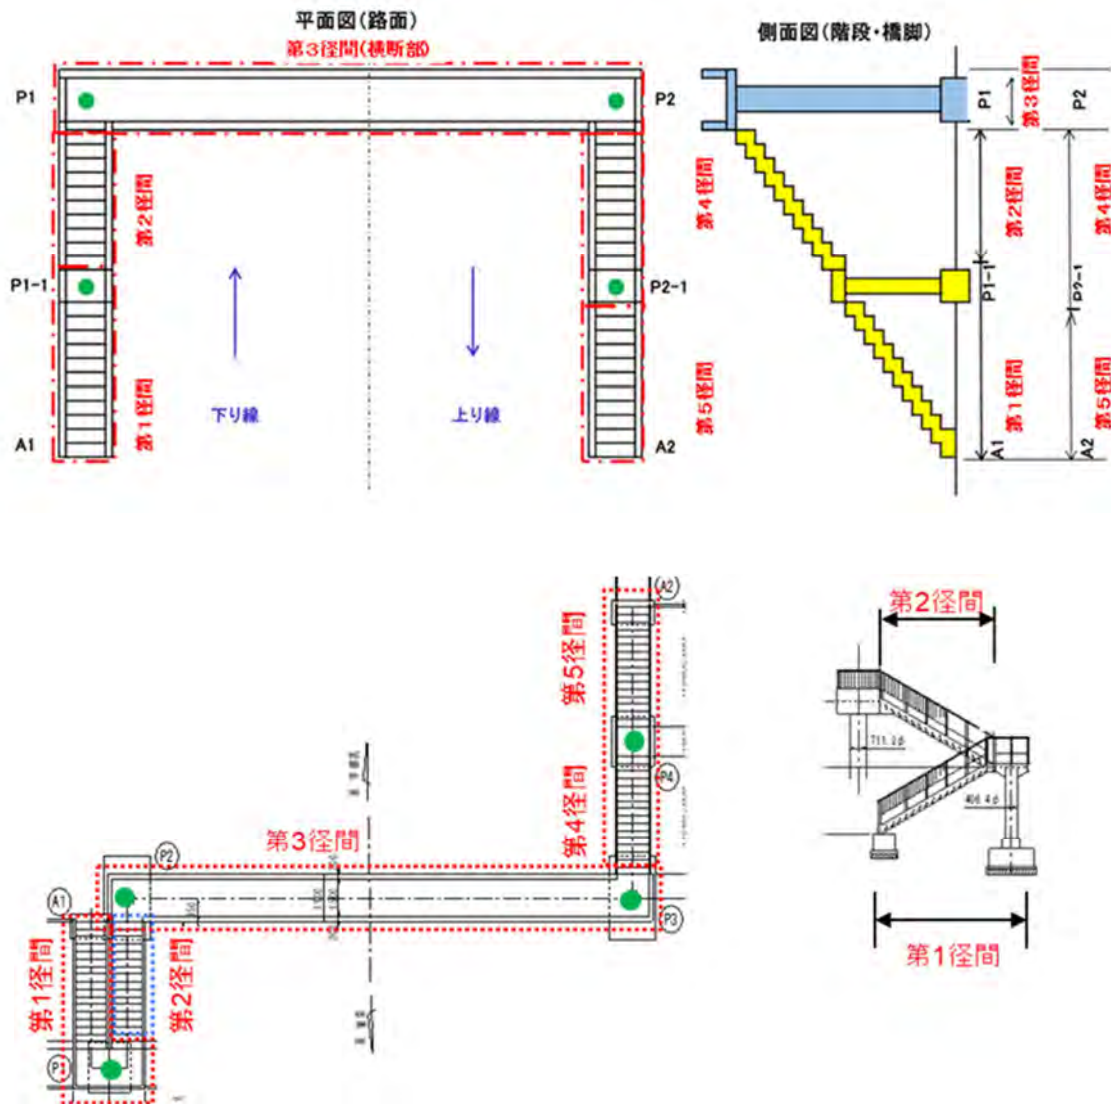 平面図(路面)
第3径間(横断部)
P1
P2
第2径間
第4径間
P1-1
P2-1
第1径間
下り線
上り線
第5径間
A1
A2
側面図(階段・橋脚)
P1
第3径間
P2
第2径間
第4径間
P1-1
P2-1
第1径間
第5径間
A1
A2
A2
第5径間
P4
第4径間
第3径間
P2
P3
A1
第1径間
第2径間
第2径間
406.4φ
第1径間